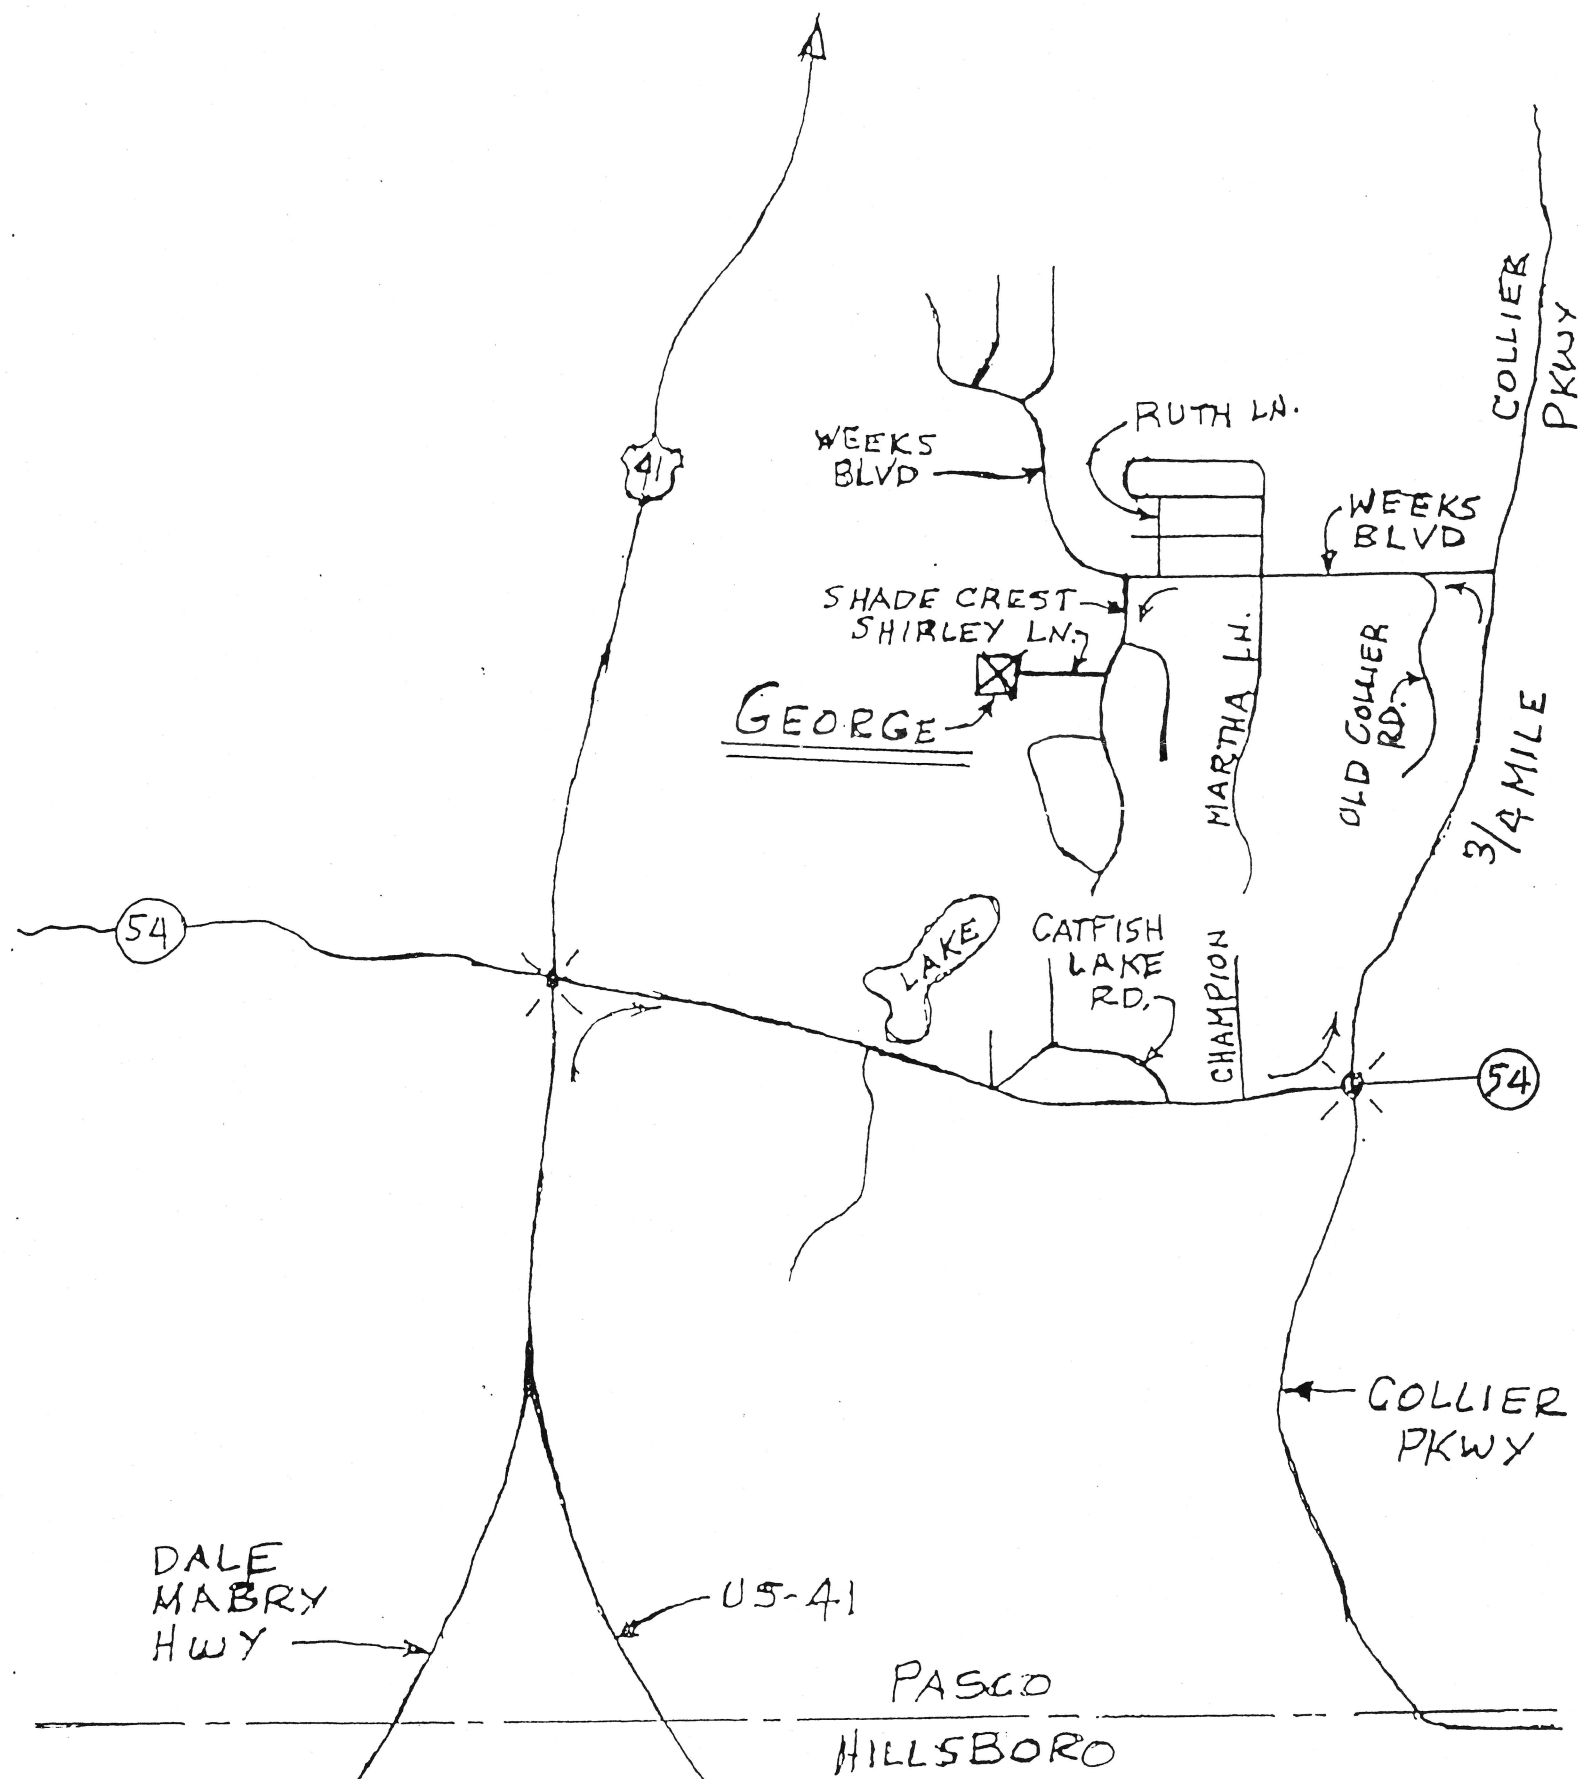 COLLIER
PKWY
RUTH LN.
WEEKS
BLVD
41
WEEKS
BLVD
SHADE CREST
SHIRLEY LN.
GEORGE
MARTHA LN.
OLD COLLIER
RD.
3/4 MILE
54
LAKE
CATFISH
LAKE
RD.
CHAMPION
54
COLLIER
PKWY
DALE
MABRY
HWY
US-41
PASCO
HILLSBORO